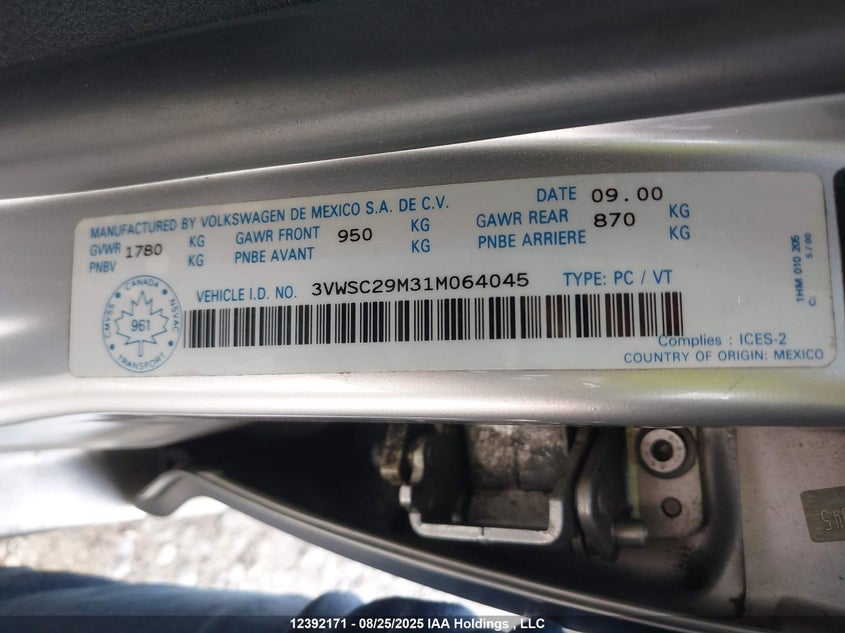 MANUFACTURED BY VOLKSWAGEN DE MEXICO S.A. DE C.V. DATE 09.00
GVWR 1780 KG GAWR FRONT 950 KG GAWR REAR 870 KG
PNBV KG PNBE AVANT KG PNBE ARRIERE KG
VEHICLE I.D. NO. 3VWSC29M31M064045 TYPE: PC / VT
CANADA
CMVSS NSVAC
961
TRANSPORT
Complies : ICES-2
COUNTRY OF ORIGIN: MEXICO
1HM 010 205
C: 5/00
045
12392171 - 08/25/2025 IAA Holdings , LLC